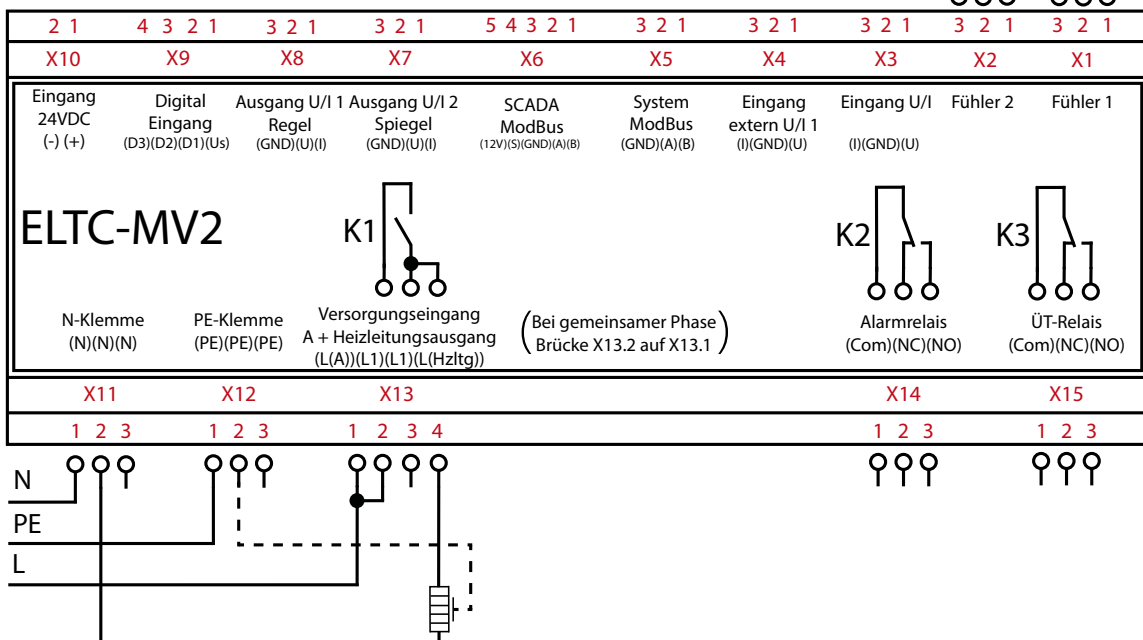 2 1 4 3 2 1 3 2 1 3 2 1 5 4 3 2 1 3 2 1 3 2 1 3 2 1 3 2 1 3 2 1
X10 X9 X8 X7 X6 X5 X4 X3 X2 X1
Eingang
24VDC
(-) (+)
Digital
Eingang
(D3)(D2)(D1)(Us)
Ausgang U/I 1
Regel
(GND)(U)(I)
Ausgang U/I 2
Spiegel
(GND)(U)(I)
SCADA
ModBus
(12V)(S)(GND)(A)(B)
System
ModBus
(GND)(A)(B)
Eingang
extern U/I 1
(I)(GND)(U)
Eingang U/I
(I)(GND)(U)
Fühler 2
Fühler 1
ELTC-MV2
K1
K2
K3
N-Klemme
(N)(N)(N)
PE-Klemme
(PE)(PE)(PE)
Versorgungseingang
A + Heizleitungsausgang
(L(A))(L1)(L1)(L(Hzltg))
(Bei gemeinsamer Phase
Brücke X13.2 auf X13.1)
Alarmrelais
(Com)(NC)(NO)
ÜT-Relais
(Com)(NC)(NO)
X11 X12 X13 X14 X15
1 2 3 1 2 3 1 2 3 4 1 2 3 1 2 3
N
PE
L